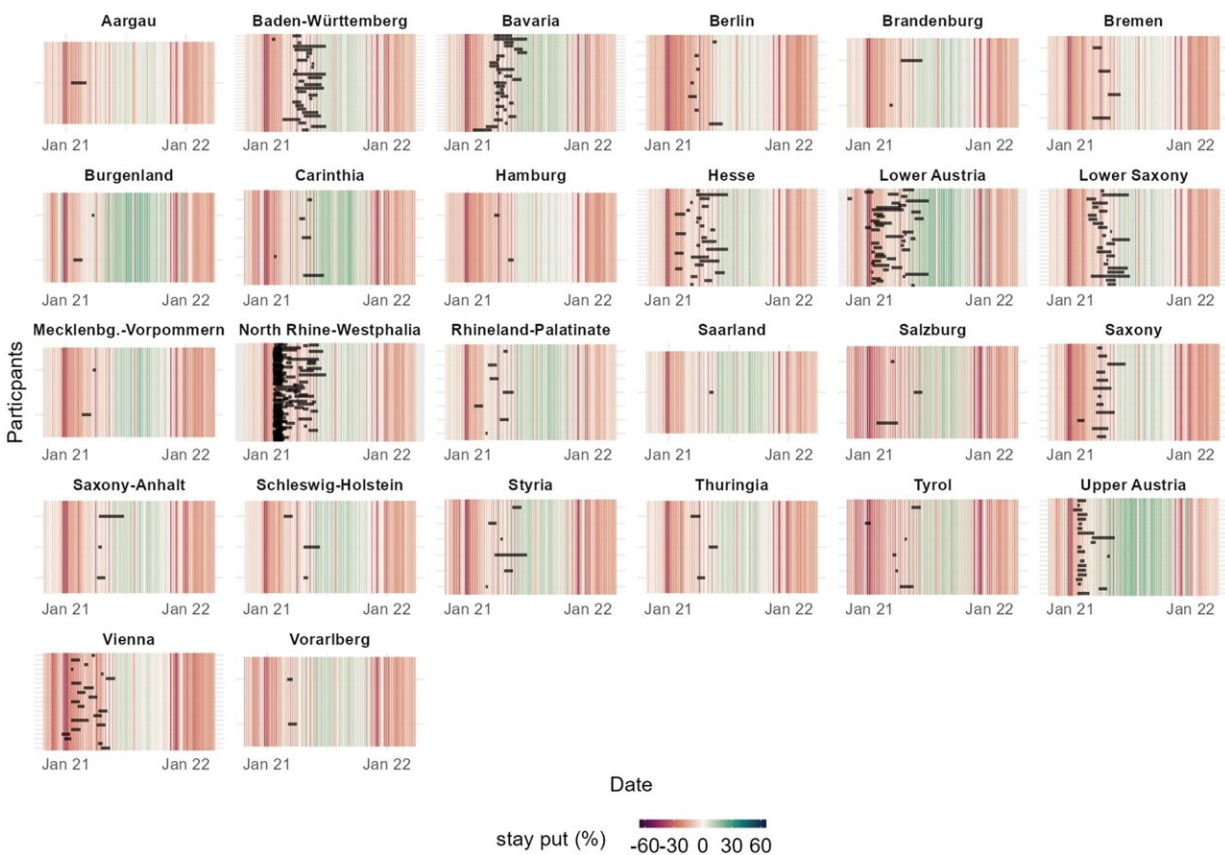 Aargau Baden-Württemberg Bavaria Berlin Brandenburg Bremen
Jan 21 Jan 22 Jan 21 Jan 22 Jan 21 Jan 22 Jan 21 Jan 22 Jan 21 Jan 22 Jan 21 Jan 22
Burgenland Carinthia Hamburg Hesse Lower Austria Lower Saxony
Jan 21 Jan 22 Jan 21 Jan 22 Jan 21 Jan 22 Jan 21 Jan 22 Jan 21 Jan 22 Jan 21 Jan 22
Mecklenbg.-Vorpommern North Rhine-Westphalia Rhineland-Palatinate Saarland Salzburg Saxony
Particpants
Jan 21 Jan 22 Jan 21 Jan 22 Jan 21 Jan 22 Jan 21 Jan 22 Jan 21 Jan 22 Jan 21 Jan 22
Saxony-Anhalt Schleswig-Holstein Styria Thuringia Tyrol Upper Austria
Jan 21 Jan 22 Jan 21 Jan 22 Jan 21 Jan 22 Jan 21 Jan 22 Jan 21 Jan 22 Jan 21 Jan 22
Vienna Vorarlberg
Jan 21 Jan 22 Jan 21 Jan 22
Date
stay put (%) -60 -30 0 30 60